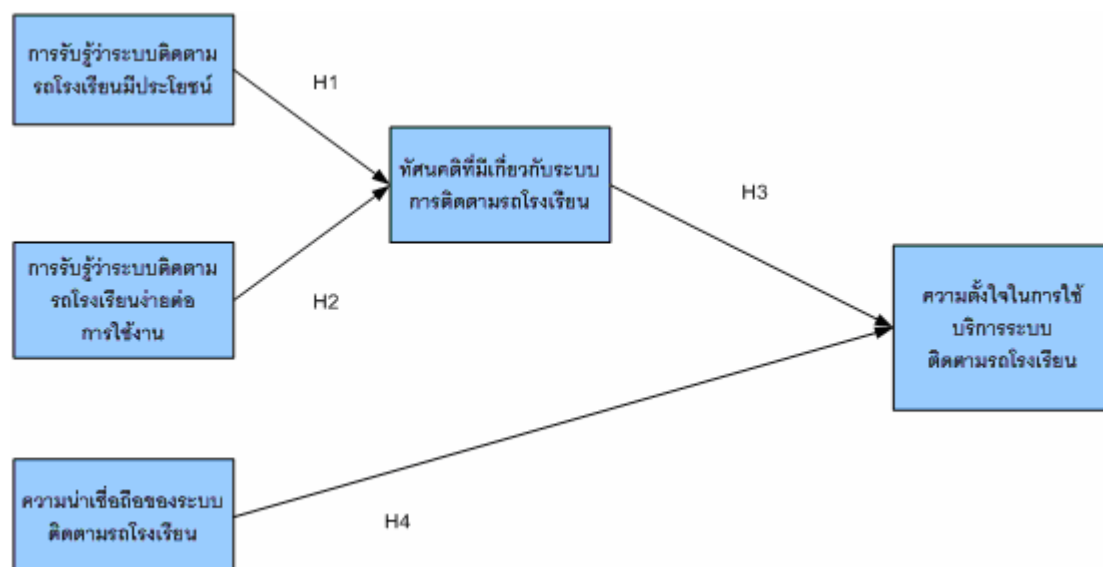 การรับรู้ว่าระบบติดตาม
รถโรงเรียนมีประโยชน์
H1
ทัศนคติที่มีเกี่ยวกับระบบ
การติดตามรถโรงเรียน
H3
การรับรู้ว่าระบบติดตาม
รถโรงเรียนง่ายต่อ
การใช้งาน
H2
ความตั้งใจในการใช้
บริการระบบ
ติดตามรถโรงเรียน
ความน่าเชื่อถือของระบบ
ติดตามรถโรงเรียน
H4